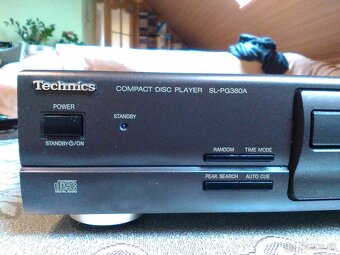 Technics
COMPACT DISC PLAYER SL-PG380A
POWER
STANDBY
STANDBY⏻/ON
RANDOM TIME MODE
PEAK SEARCH AUTO CUE